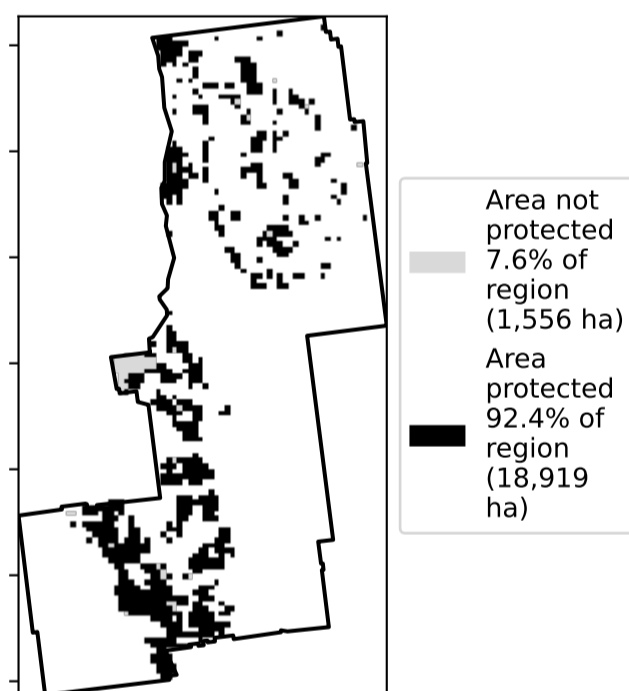 Area not
protected
7.6% of
region
(1,556 ha)
Area
protected
92.4% of
region
(18,919
ha)